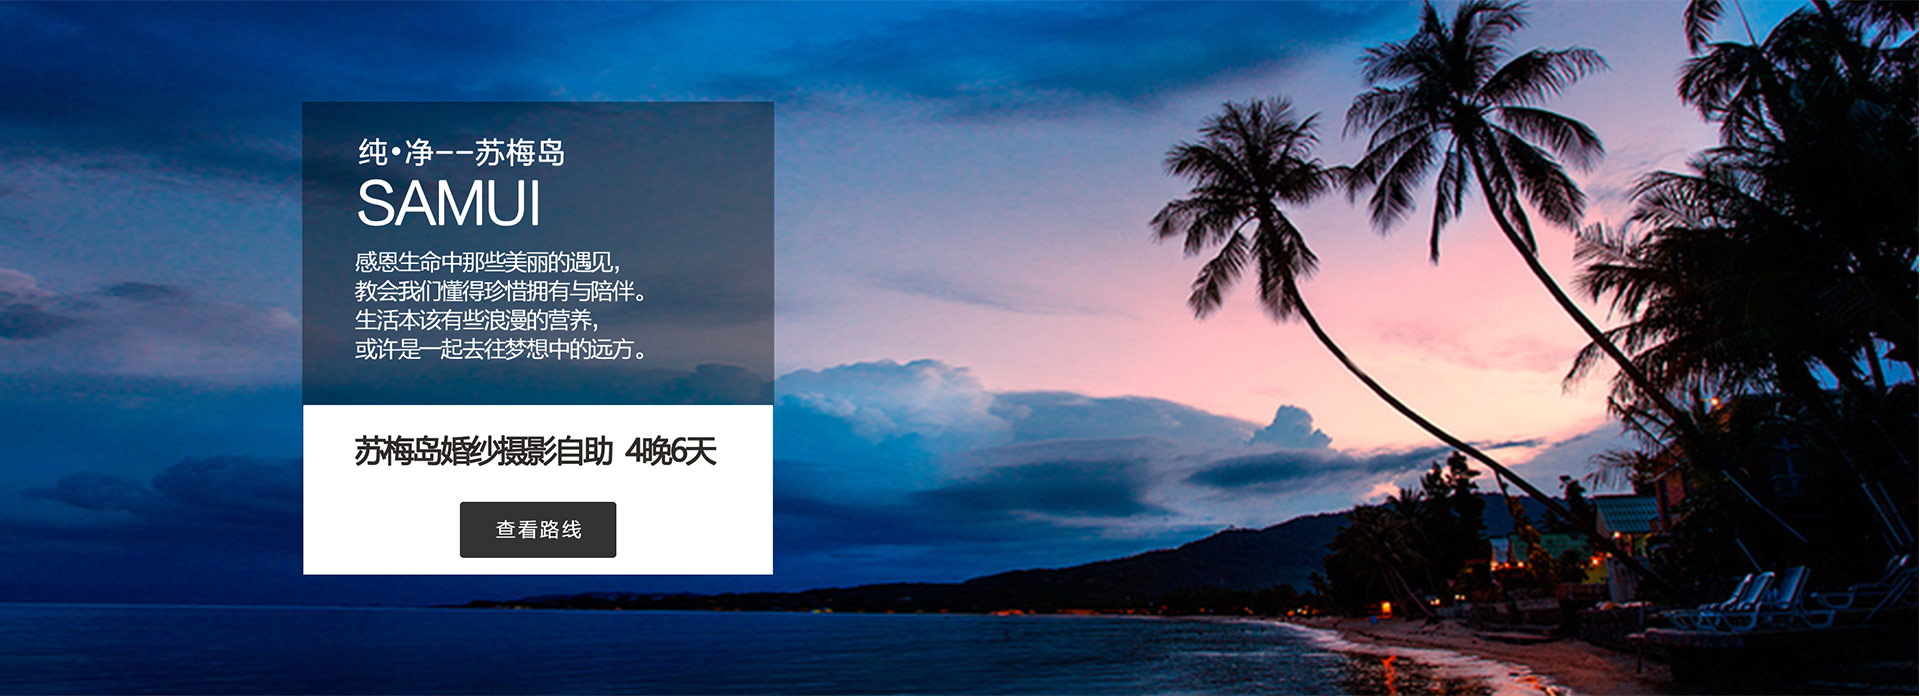 纯•净--苏梅岛
SAMUI
感恩生命中那些美丽的遇见，
教会我们懂得珍惜拥有与陪伴。
生活本该有些浪漫的营养，
或许是一起去往梦想中的远方。
苏梅岛婚纱摄影自助 4晚6天
查看路线